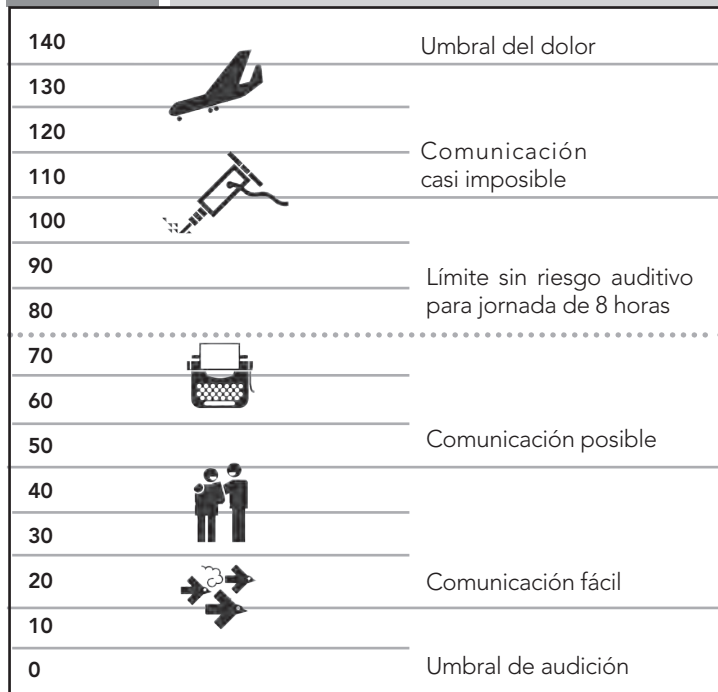 140
Umbral del dolor
130
120
Comunicación
110
casi imposible
100
90
Límite sin riesgo auditivo
80
para jornada de 8 horas
70
60
50
Comunicación posible
40
30
20
Comunicación fácil
10
0
Umbral de audición